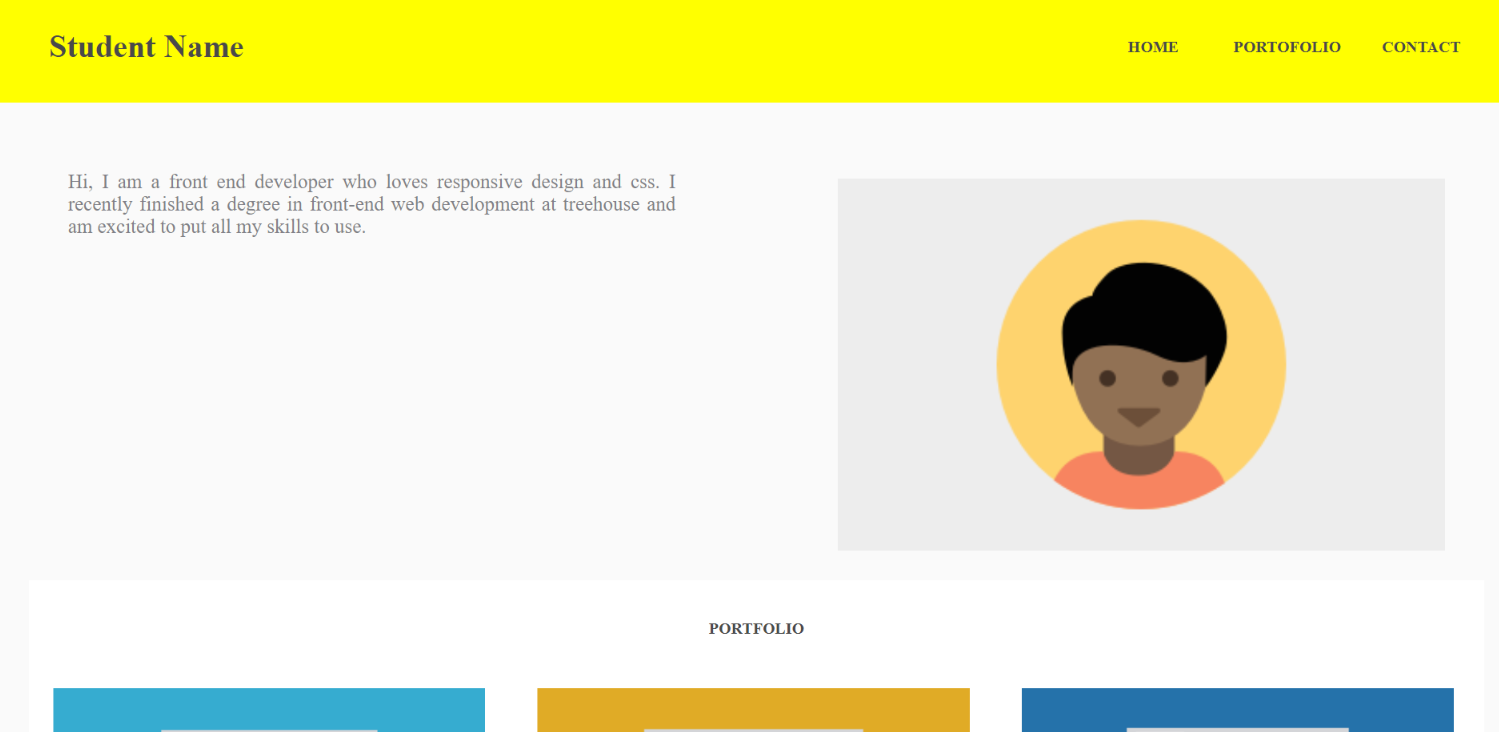 Student Name
HOME PORTOFOLIO CONTACT
Hi, I am a front end developer who loves responsive design and css. I
recently finished a degree in front-end web development at treehouse and
am excited to put all my skills to use.
PORTFOLIO